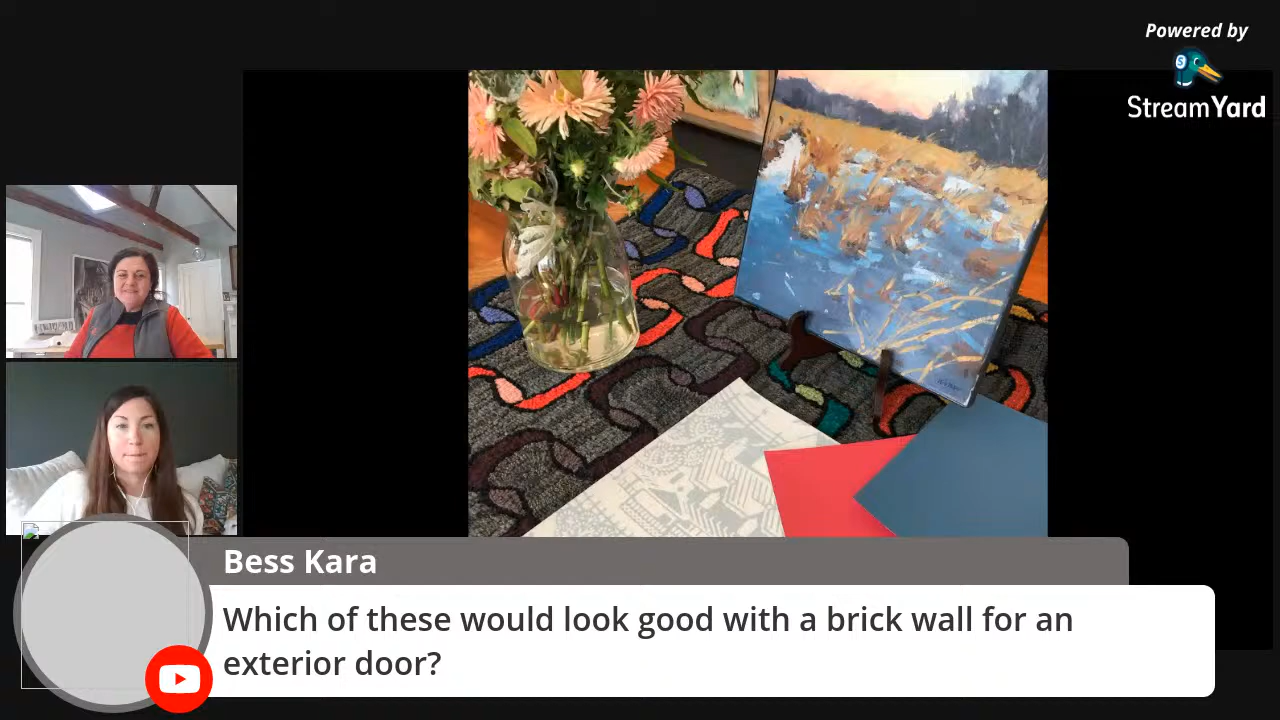 Powered by
StreamYard
Bess Kara
Which of these would look good with a brick wall for an
exterior door?